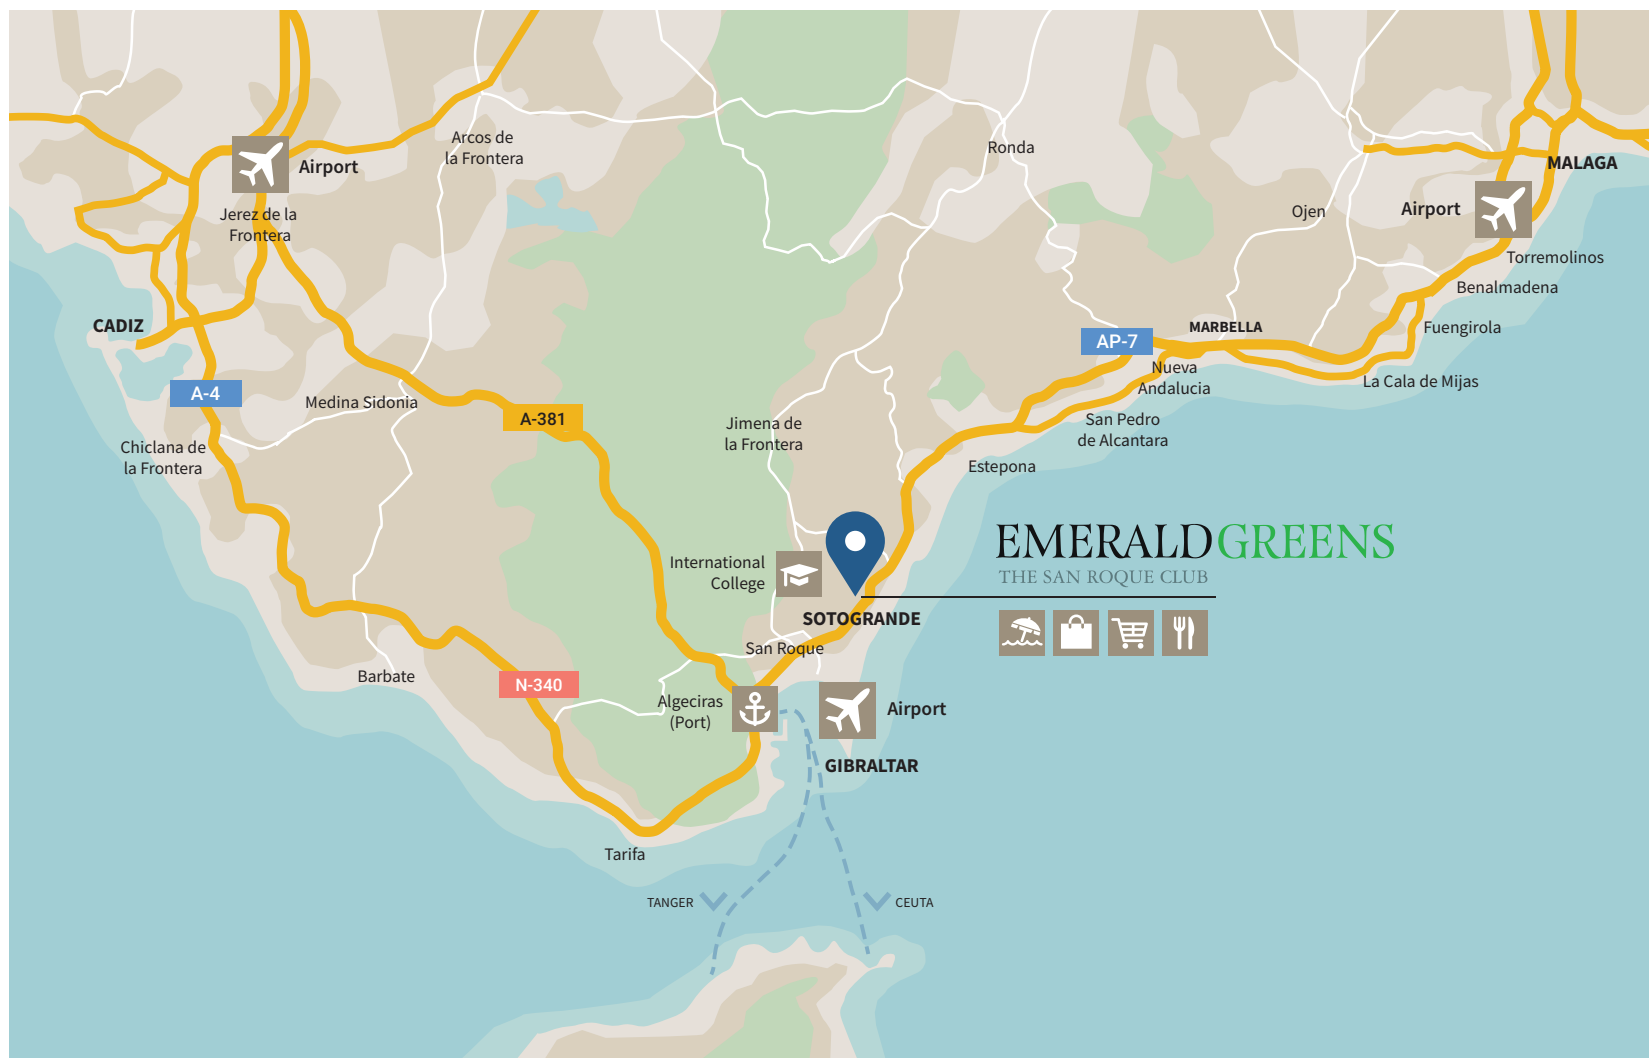 Arcos de
la Frontera
Airport
Jerez de la
Frontera
Ronda
MALAGA
Airport
Ojen
Torremolinos
Benalmadena
Fuengirola
La Cala de Mijas
MARBELLA
AP-7
Nueva
Andalucia
San Pedro
de Alcantara
Estepona
CADIZ
A-4
Medina Sidonia
A-381
Chiclana de
la Frontera
Jimena de
la Frontera
EMERALDGREENS
THE SAN ROQUE CLUB
International
College
SOTOGRANDE
San Roque
Barbate
N-340
Algeciras
(Port)
Airport
GIBRALTAR
Tarifa
TANGER
CEUTA